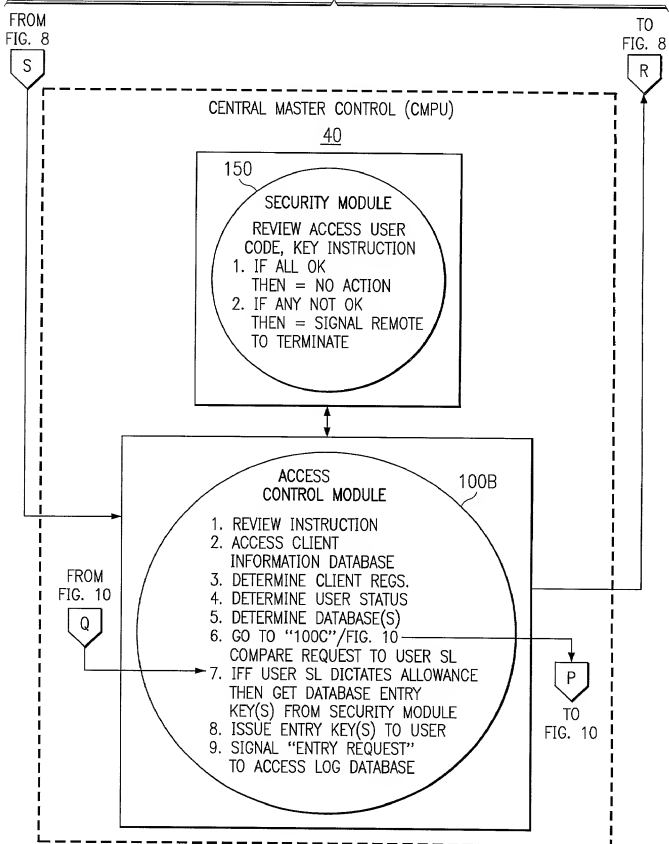 FROM
FIG. 8
S
TO
FIG. 8
R
CENTRAL MASTER CONTROL (CMPU)
40
150
SECURITY MODULE
REVIEW ACCESS USER
CODE, KEY INSTRUCTION
1. IF ALL OK
THEN = NO ACTION
2. IF ANY NOT OK
THEN = SIGNAL REMOTE
TO TERMINATE
ACCESS
CONTROL MODULE
100B
1. REVIEW INSTRUCTION
2. ACCESS CLIENT
INFORMATION DATABASE
3. DETERMINE CLIENT REGS.
4. DETERMINE USER STATUS
5. DETERMINE DATABASE(S)
6. GO TO "100C"/FIG. 10
COMPARE REQUEST TO USER SL
7. IFF USER SL DICTATES ALLOWANCE
THEN GET DATABASE ENTRY
KEY(S) FROM SECURITY MODULE
8. ISSUE ENTRY KEY(S) TO USER
9. SIGNAL "ENTRY REQUEST"
TO ACCESS LOG DATABASE
FROM
FIG. 10
Q
P
TO
FIG. 10